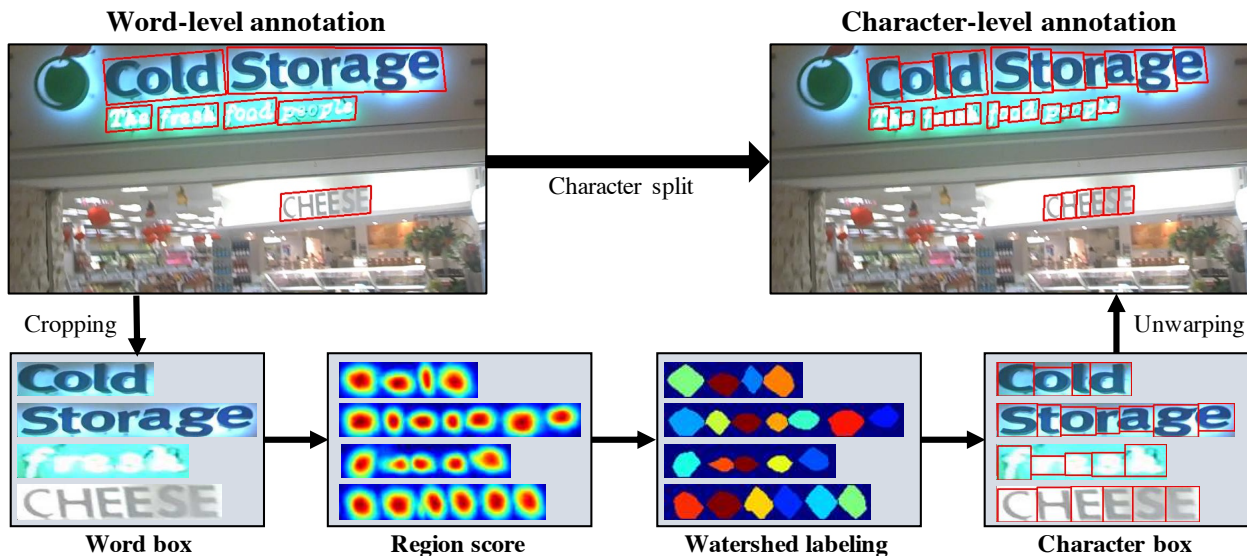 Word-level annotation
Character-level annotation
Cold Storage
The fresh food people
CHEESE
Cold Storage
The fresh food people
CHEESE
Character split
Cropping
Unwarping
Cold
Storage
fresh
CHEESE
Cold
Storage
f
CHEESE
Word box
Region score
Watershed labeling
Character box